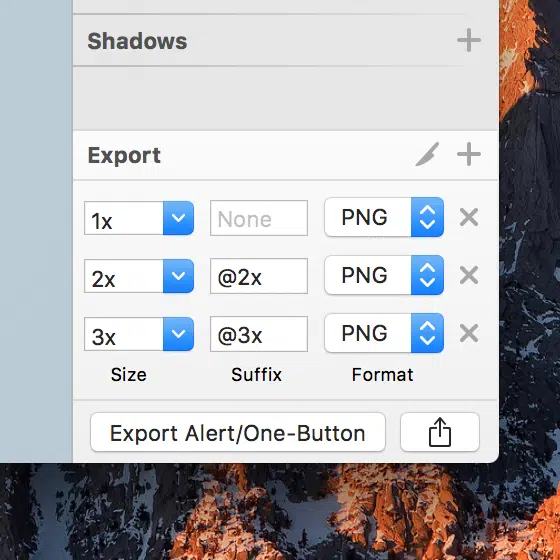 Shadows
Export
1x None PNG
2x @2x PNG
3x @3x PNG
Size Suffix Format
Export Alert/One-Button